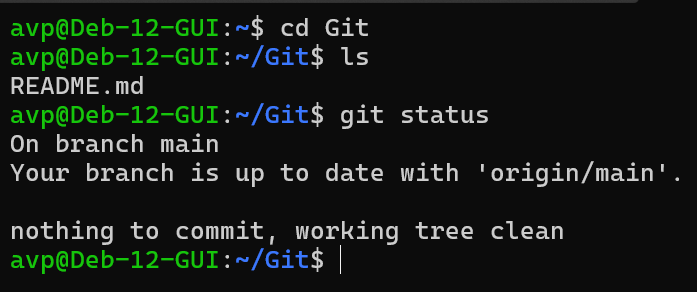 avp@Deb-12-GUI:~$ cd Git
avp@Deb-12-GUI:~/Git$ ls
README.md
avp@Deb-12-GUI:~/Git$ git status
On branch main
Your branch is up to date with 'origin/main'.
nothing to commit, working tree clean
avp@Deb-12-GUI:~/Git$